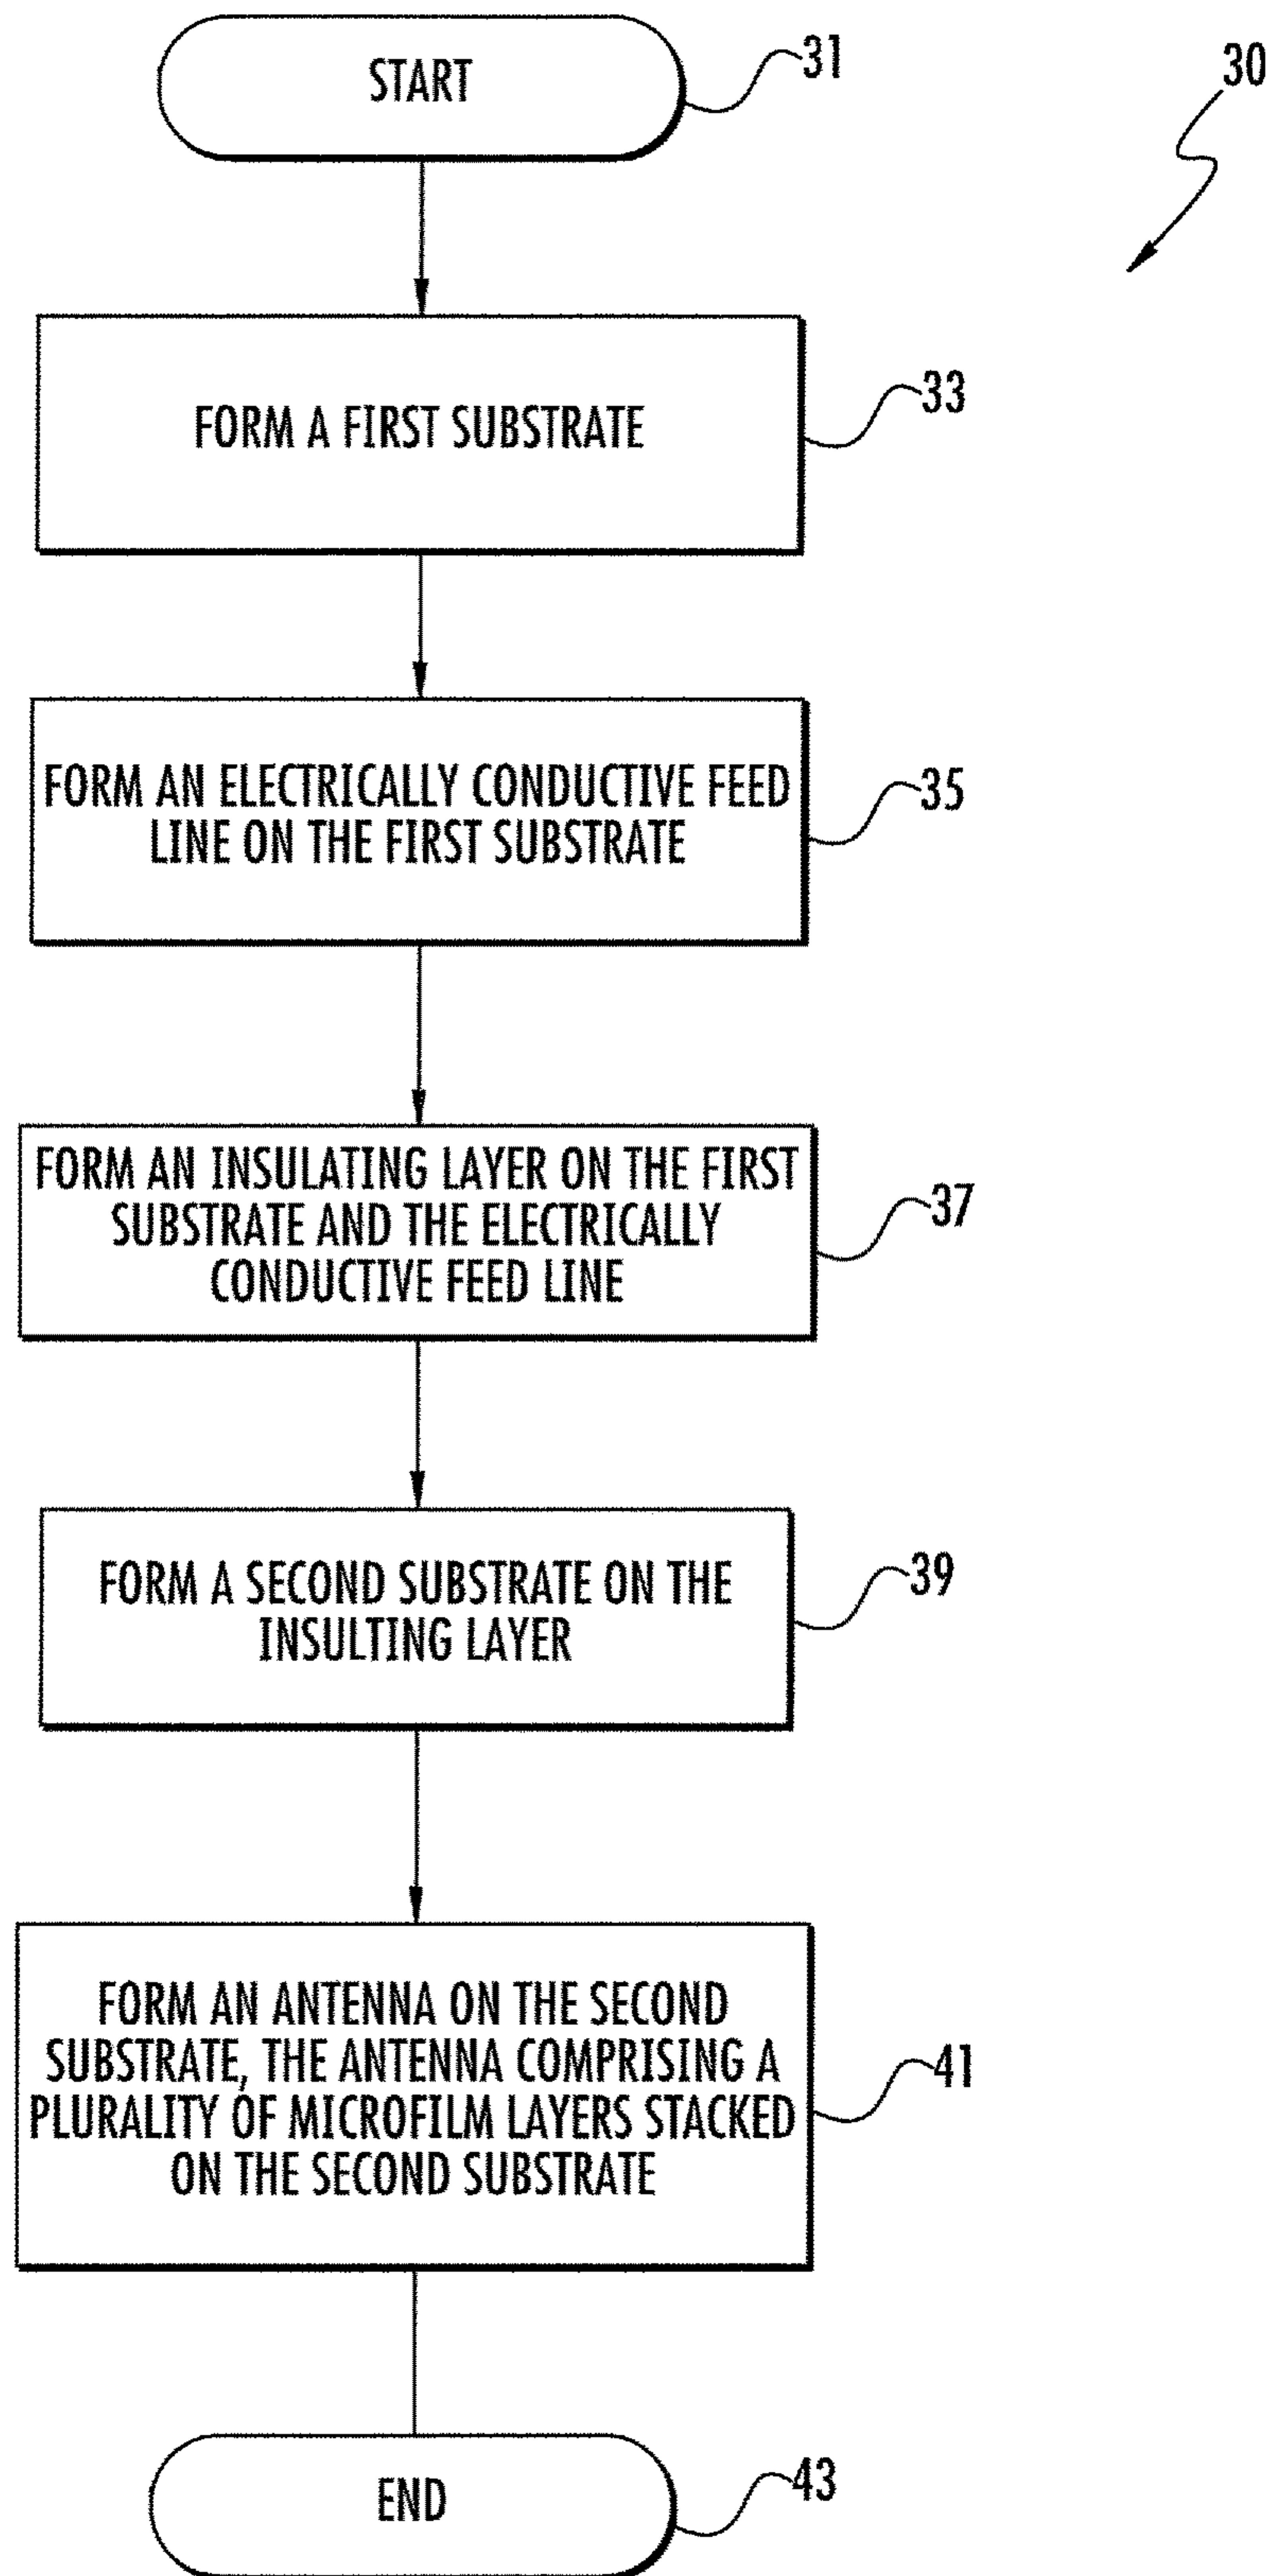 START
31
30
FORM A FIRST SUBSTRATE
33
FORM AN ELECTRICALLY CONDUCTIVE FEED
LINE ON THE FIRST SUBSTRATE
35
FORM AN INSULATING LAYER ON THE FIRST
SUBSTRATE AND THE ELECTRICALLY
CONDUCTIVE FEED LINE
37
FORM A SECOND SUBSTRATE ON THE
INSULTING LAYER
39
FORM AN ANTENNA ON THE SECOND
SUBSTRATE, THE ANTENNA COMPRISING A
PLURALITY OF MICROFILM LAYERS STACKED
ON THE SECOND SUBSTRATE
41
END
43